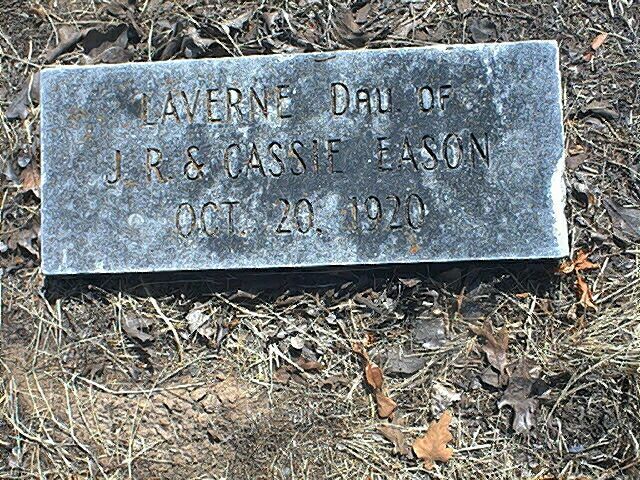 LAVERNE DAU. OF
J. R. & CASSIE EASON
OCT. 20, 1920